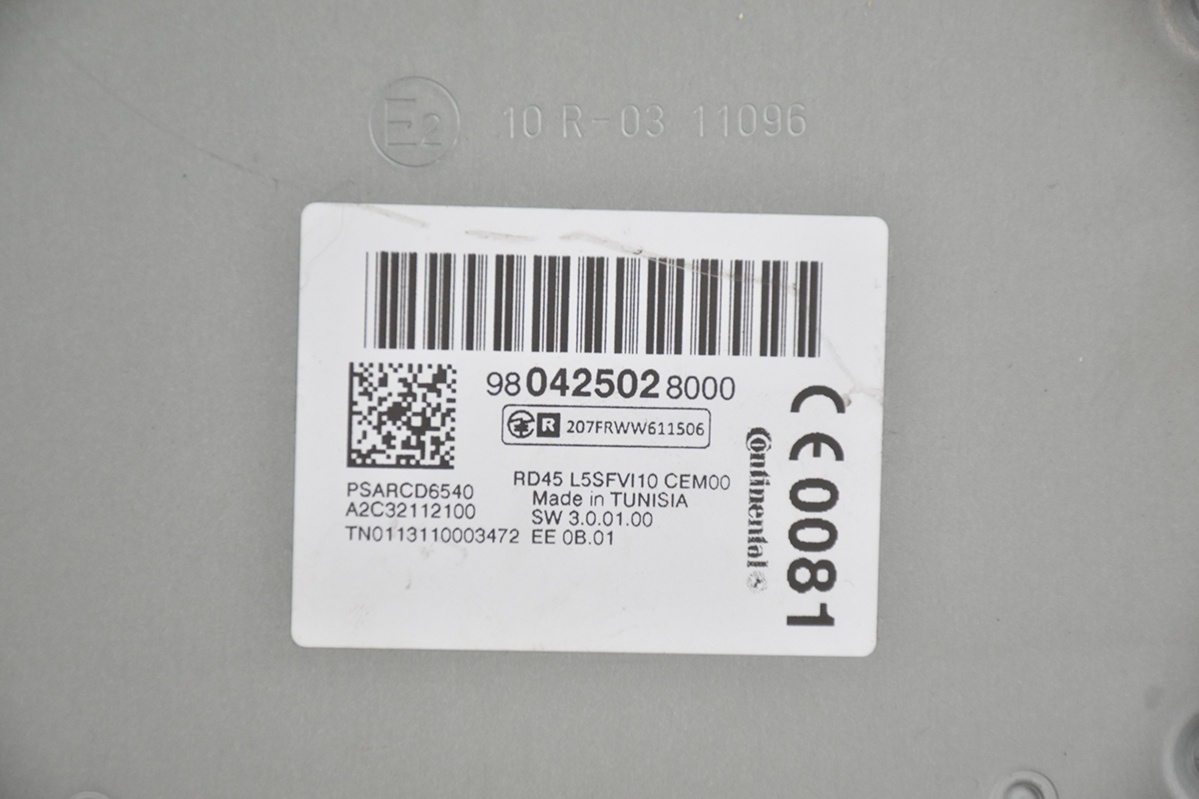 E2 10 R-03 11096
98 042502 8000
R 207FRWW611506
RD45 L5SFVI10 CEM00
PSARCD6540 Made in TUNISIA
A2C32112100 SW 3.0.01.00
TN0113110003472 EE 0B.01
Continental
CE 0081